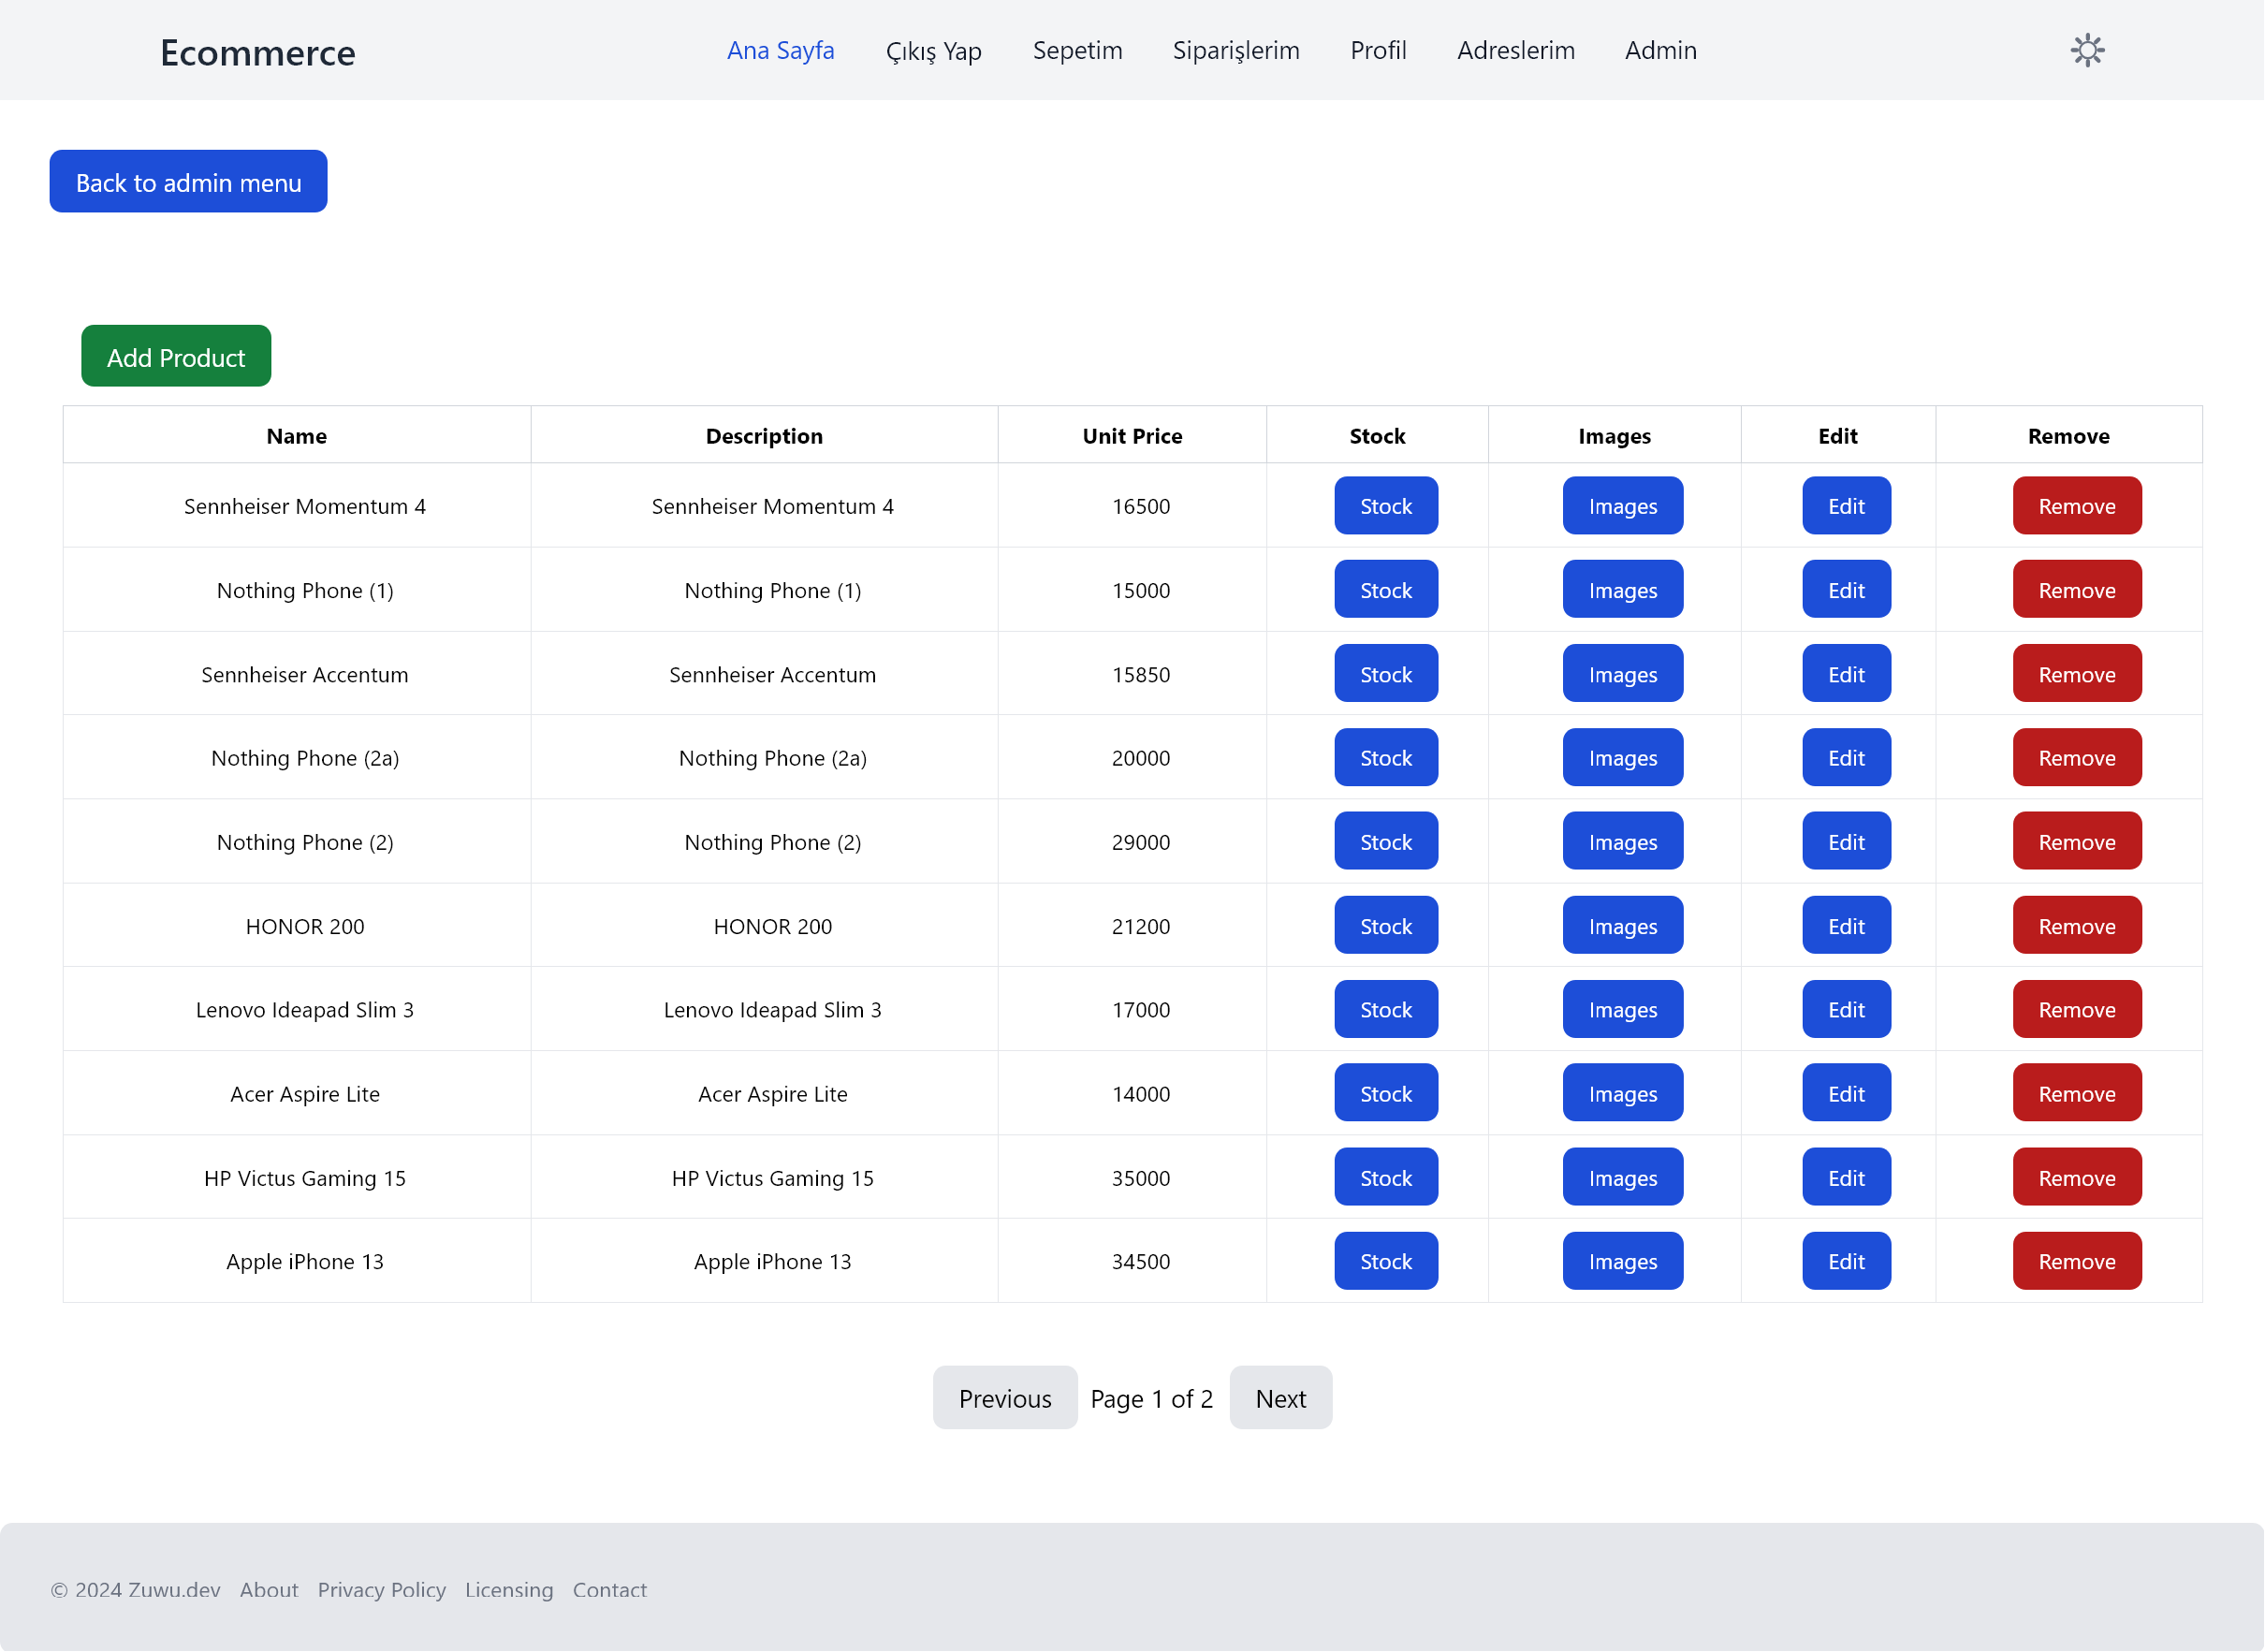 Ecommerce Ana Sayfa Çıkış Yap Sepetim Siparişlerim Profil Adreslerim Admin
Back to admin menu
Add Product
Name Description Unit Price Stock Images Edit Remove
Sennheiser Momentum 4 Sennheiser Momentum 4 16500 Stock Images Edit Remove
Nothing Phone (1) Nothing Phone (1) 15000 Stock Images Edit Remove
Sennheiser Accentum Sennheiser Accentum 15850 Stock Images Edit Remove
Nothing Phone (2a) Nothing Phone (2a) 20000 Stock Images Edit Remove
Nothing Phone (2) Nothing Phone (2) 29000 Stock Images Edit Remove
HONOR 200 HONOR 200 21200 Stock Images Edit Remove
Lenovo Ideapad Slim 3 Lenovo Ideapad Slim 3 17000 Stock Images Edit Remove
Acer Aspire Lite Acer Aspire Lite 14000 Stock Images Edit Remove
HP Victus Gaming 15 HP Victus Gaming 15 35000 Stock Images Edit Remove
Apple iPhone 13 Apple iPhone 13 34500 Stock Images Edit Remove
Previous Page 1 of 2 Next
© 2024 Zuwu.dev About Privacy Policy Licensing Contact